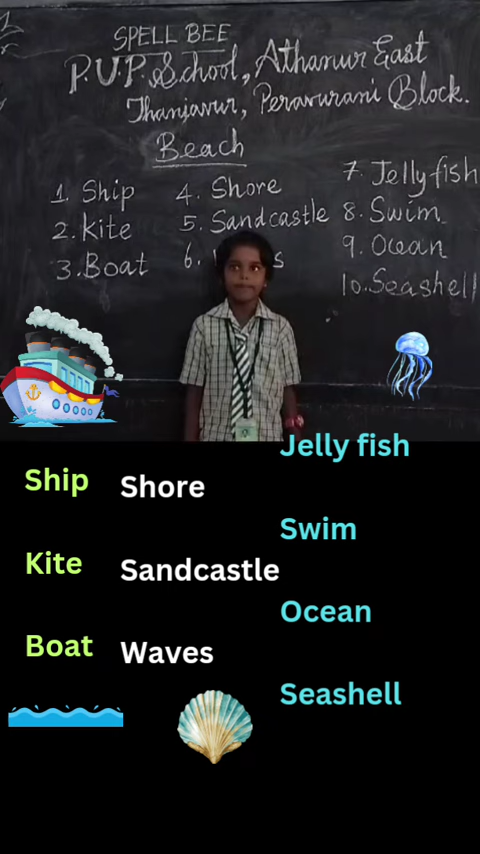 SPELL BEE
P.U.P. School, Athanur East
Thanjavur, Peravurani Block.
Beach
1. Ship
2. Kite
3. Boat
4. Shore
5. Sandcastle
6.
7. Jellyfish
8. Swim
9. Ocean
10. Seashell
Ship
Kite
Boat
Shore
Sandcastle
Waves
Jelly fish
Swim
Ocean
Seashell